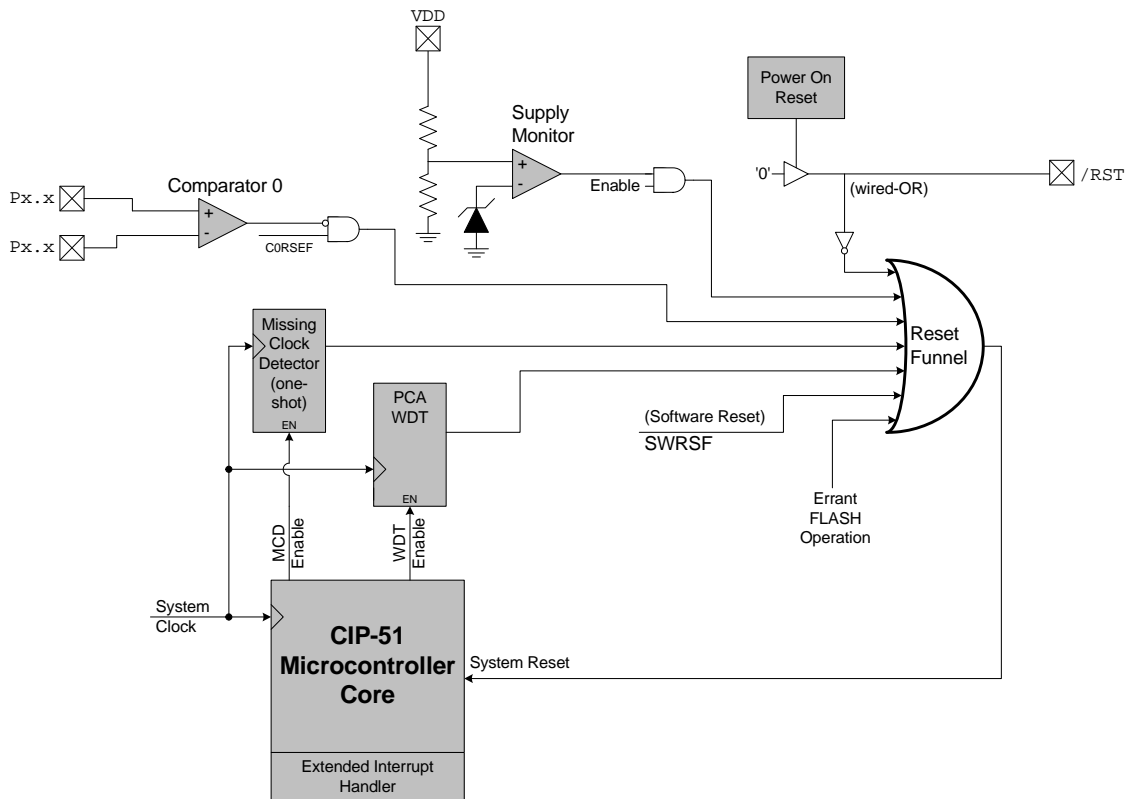 VDD
Power On
Reset
Supply
Monitor
+
-
Enable
'0'
(wired-OR)
/RST
Comparator 0
Px.x
Px.x
+
-
C0RSEF
Missing
Clock
Detector
(one-
shot)
EN
PCA
WDT
EN
Reset
Funnel
(Software Reset)
SWRSF
Errant
FLASH
Operation
MCD
Enable
WDT
Enable
System
Clock
CIP-51
Microcontroller
Core
System Reset
Extended Interrupt
Handler